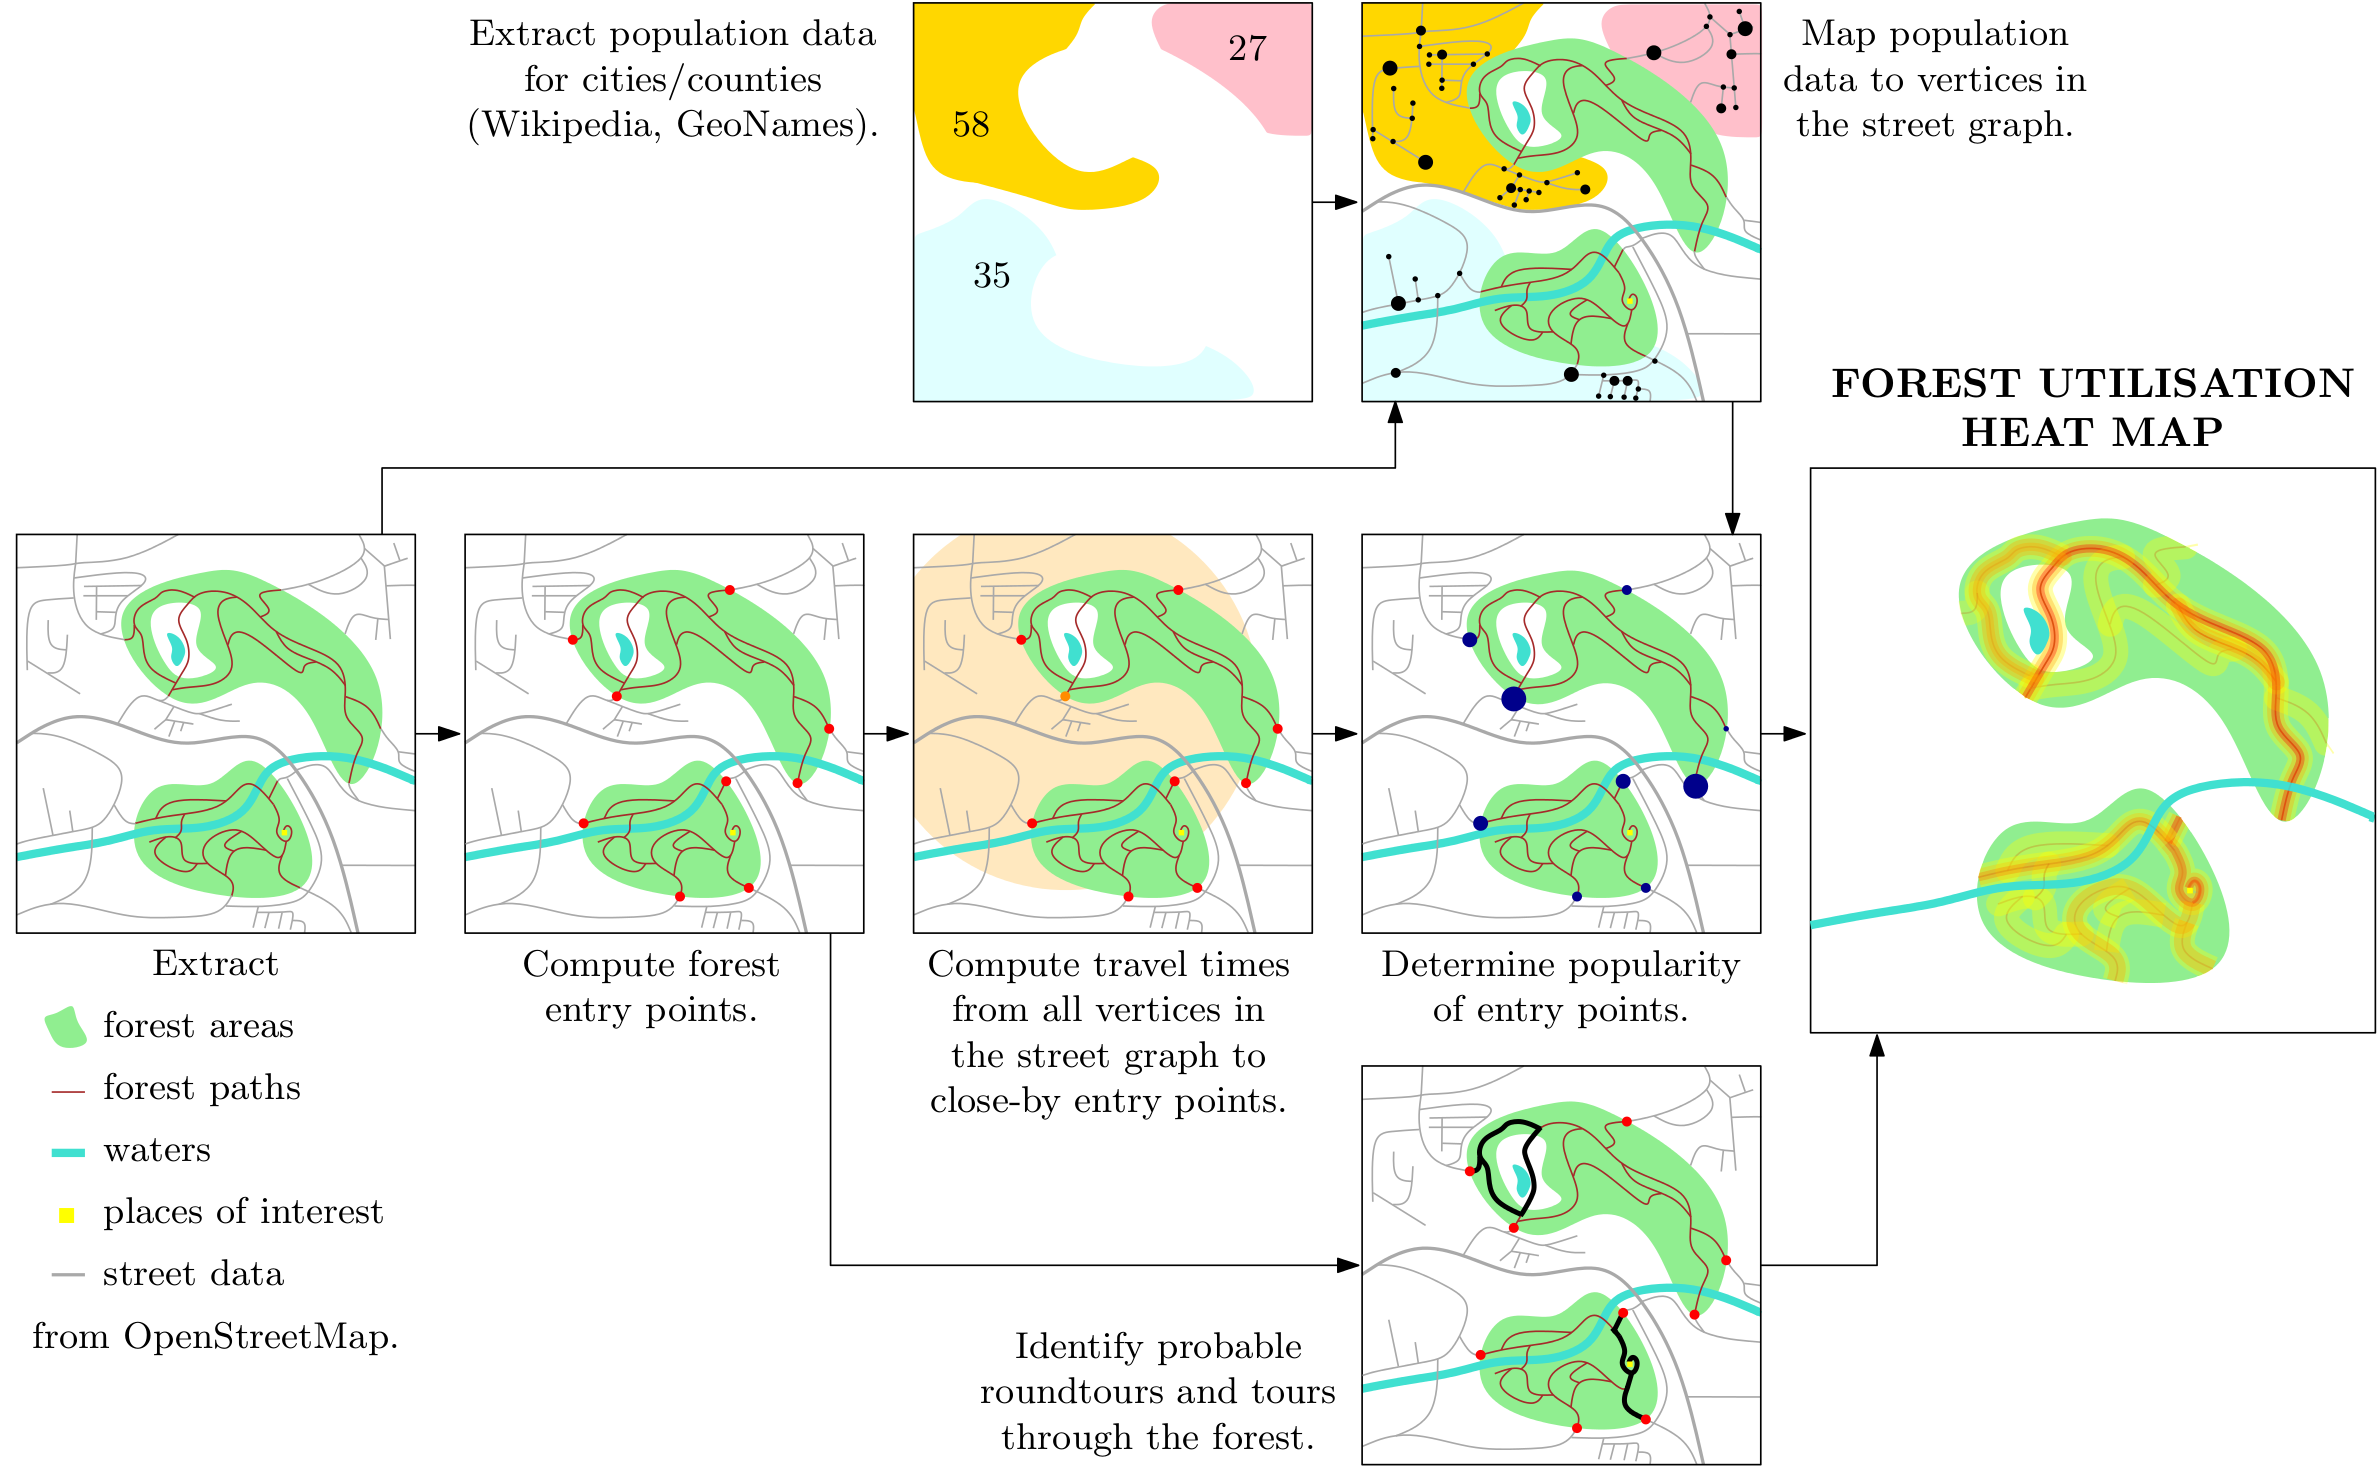 Extract population data
for cities/counties
(Wikipedia, GeoNames).
27
58
35
Map population
data to vertices in
the street graph.
FOREST UTILISATION
HEAT MAP
Extract
forest areas
forest paths
waters
places of interest
street data
from OpenStreetMap.
Compute forest
entry points.
Compute travel times
from all vertices in
the street graph to
close-by entry points.
Determine popularity
of entry points.
Identify probable
roundtours and tours
through the forest.